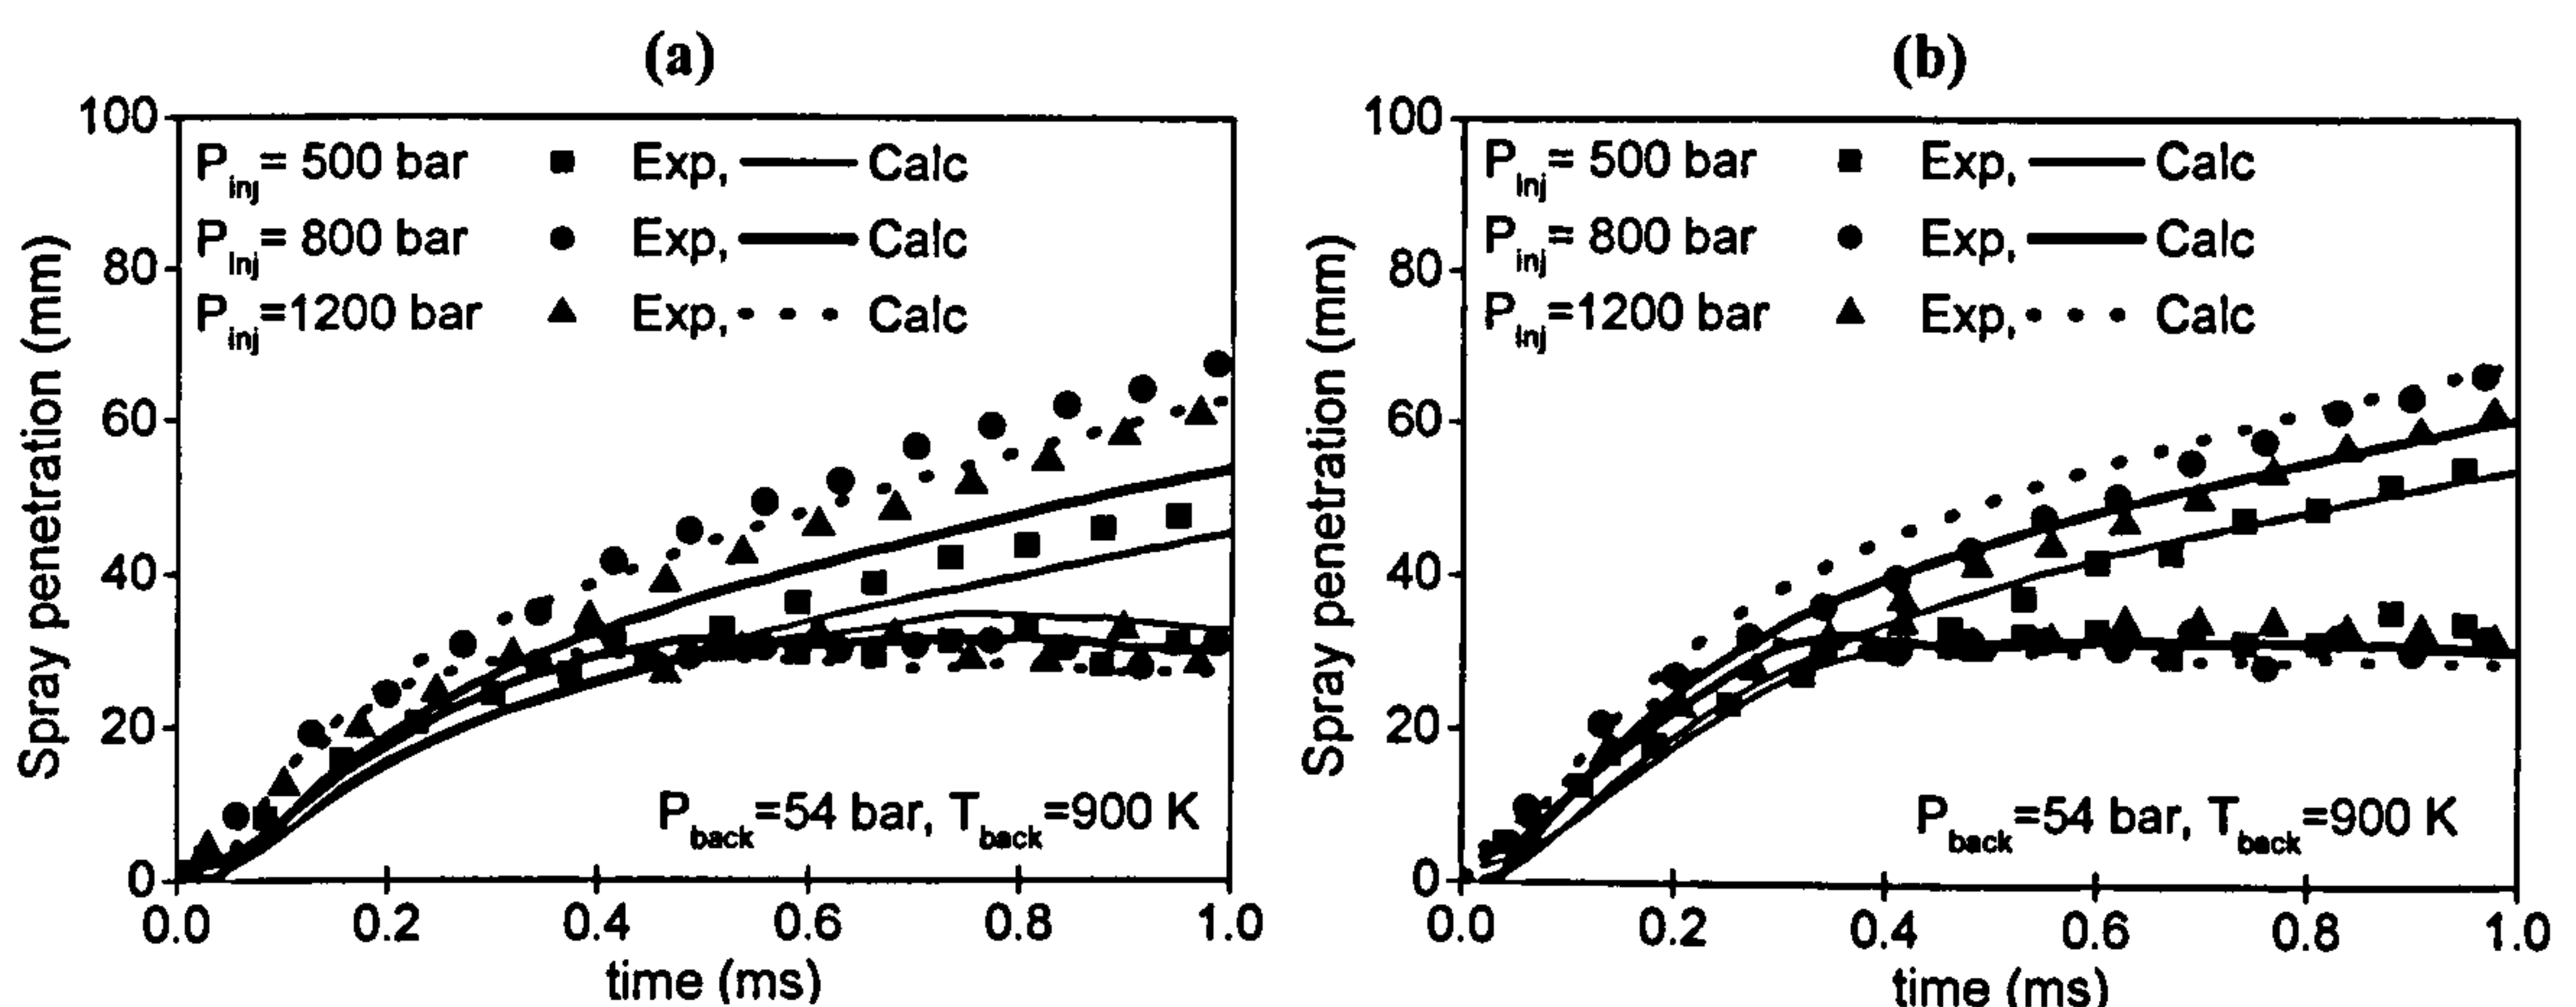 (a)
100
80
60
40
20
0
Spray penetration (mm)
Pinj= 500 bar Exp, Calc
Pinj= 800 bar Exp, Calc
Pinj=1200 bar Exp, Calc
Pback=54 bar, Tback=900 K
0.0 0.2 0.4 0.6 0.8 1.0
time (ms)
(b)
100
80
60
40
20
0
Spray penetration (mm)
Pinj= 500 bar Exp, Calc
Pinj= 800 bar Exp, Calc
Pinj=1200 bar Exp, Calc
Pback=54 bar, Tback=900 K
0.0 0.2 0.4 0.6 0.8 1.0
time (ms)